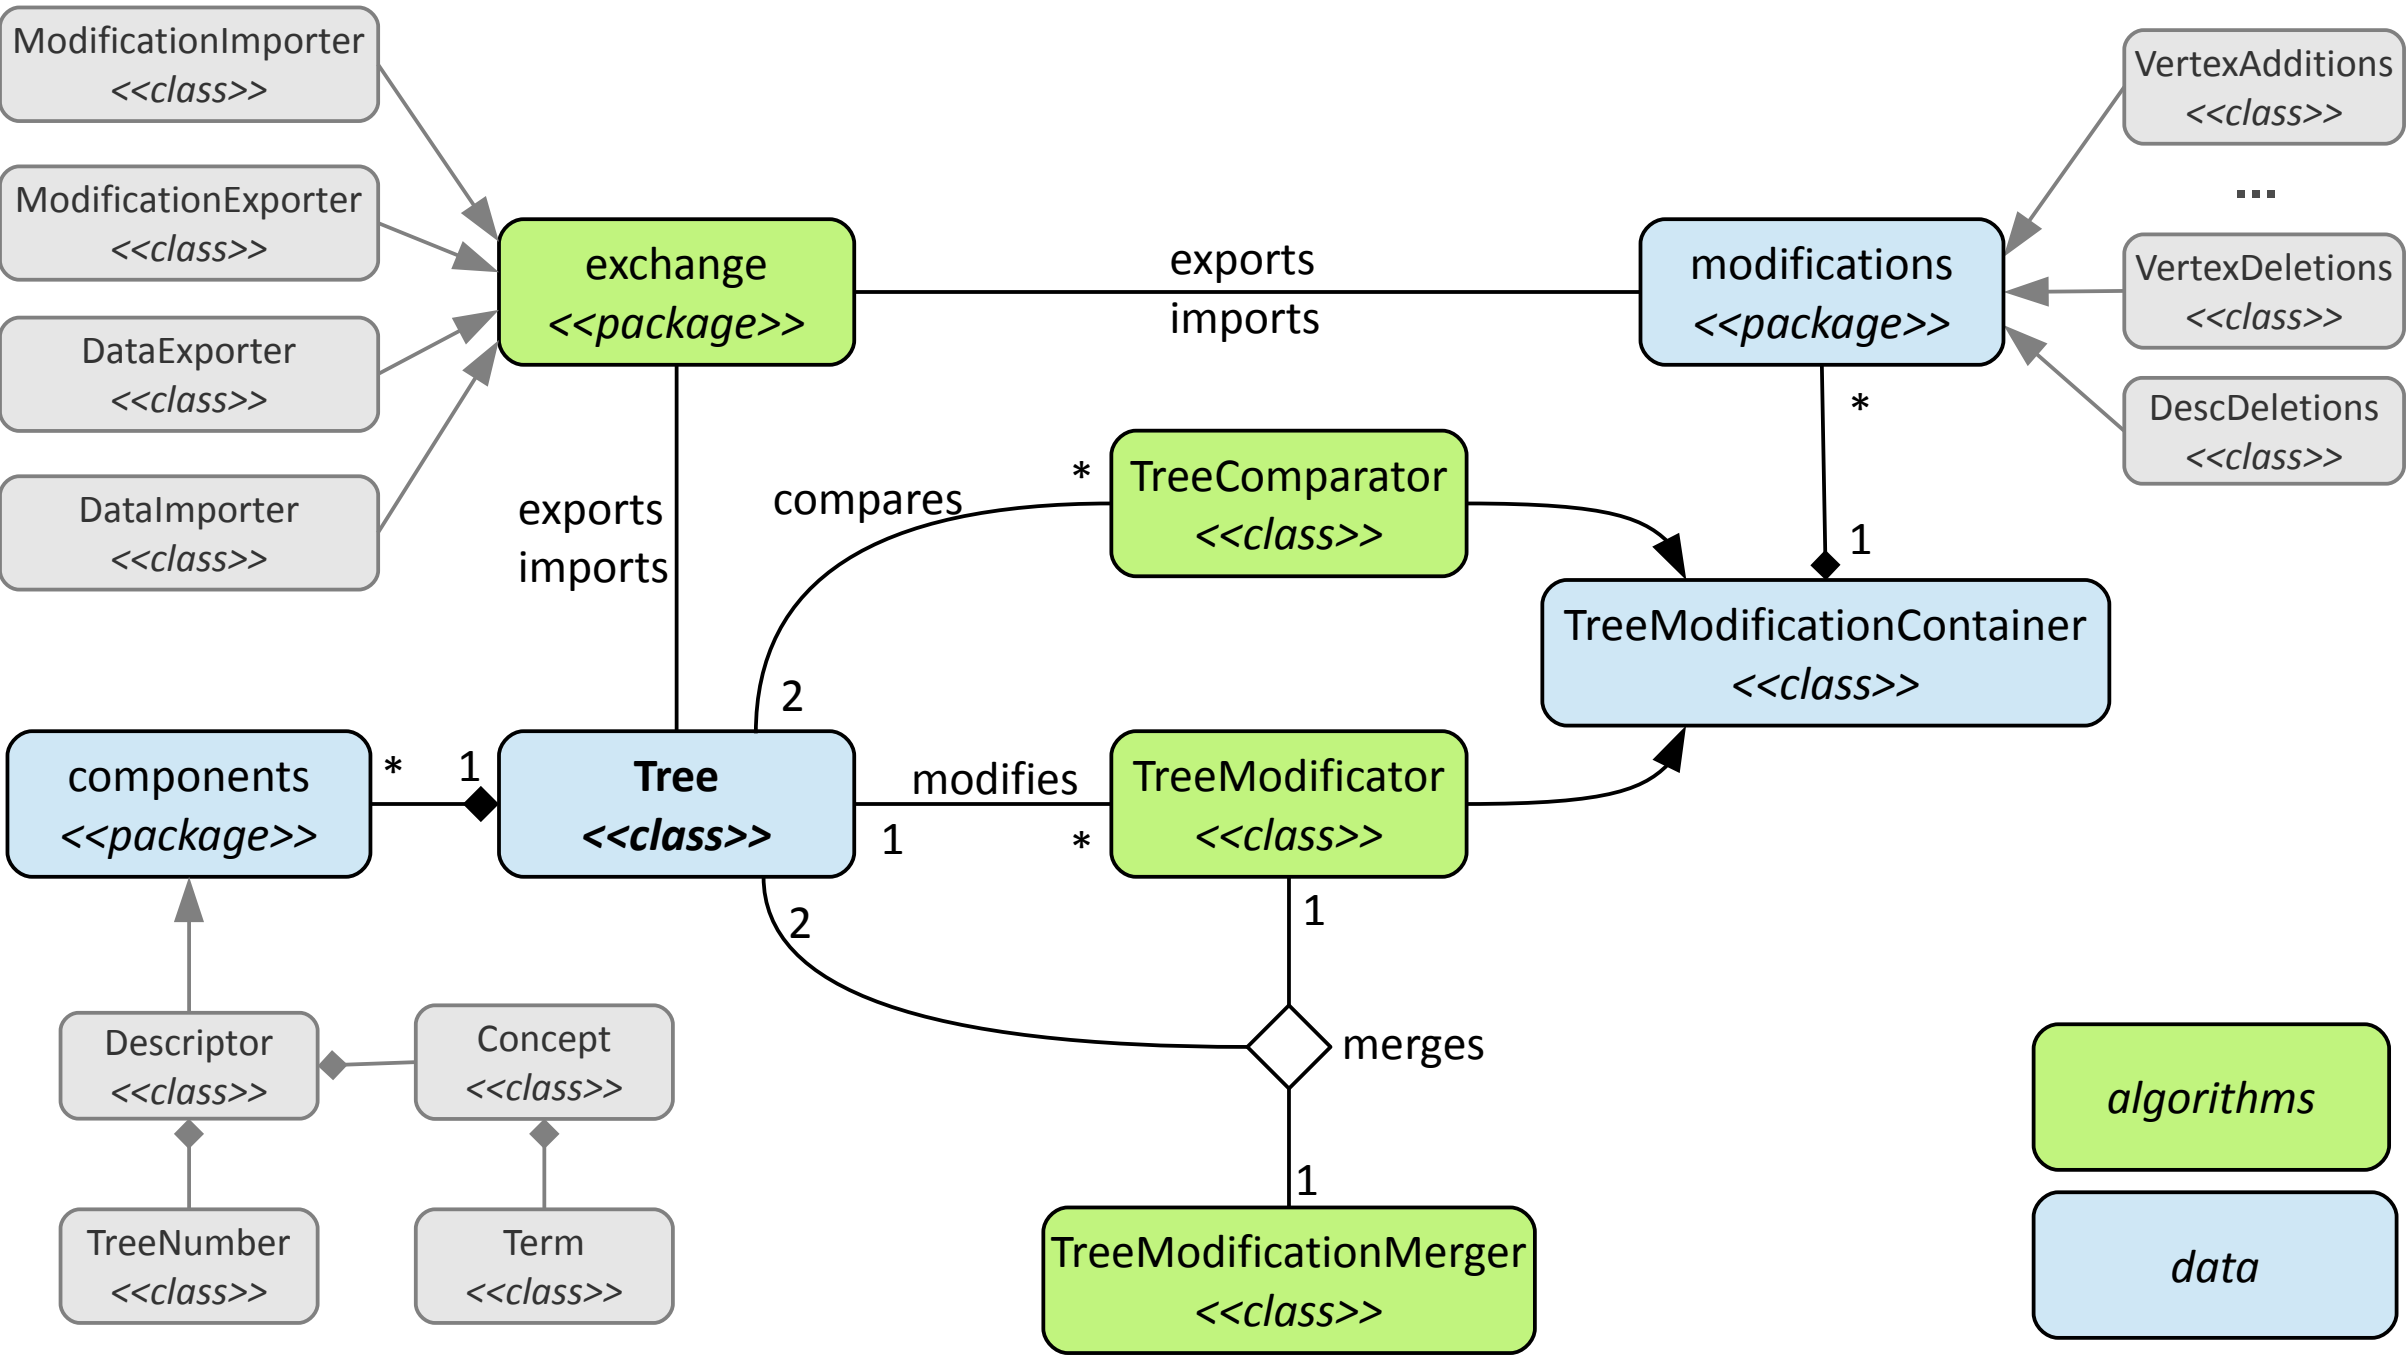 ModificationImporter
<<class>>
ModificationExporter
<<class>>
DataExporter
<<class>>
DataImporter
<<class>>
exchange
<<package>>
exports
imports
modifications
<<package>>
VertexAdditions
<<class>>
...
VertexDeletions
<<class>>
DescDeletions
<<class>>
*
1
exports
imports
compares
*
2
TreeComparator
<<class>>
TreeModificationContainer
<<class>>
components
<<package>>
*
1
Tree
<<class>>
modifies
1
*
TreeModificator
<<class>>
2
1
merges
1
Descriptor
<<class>>
Concept
<<class>>
TreeNumber
<<class>>
Term
<<class>>
TreeModificationMerger
<<class>>
algorithms
data